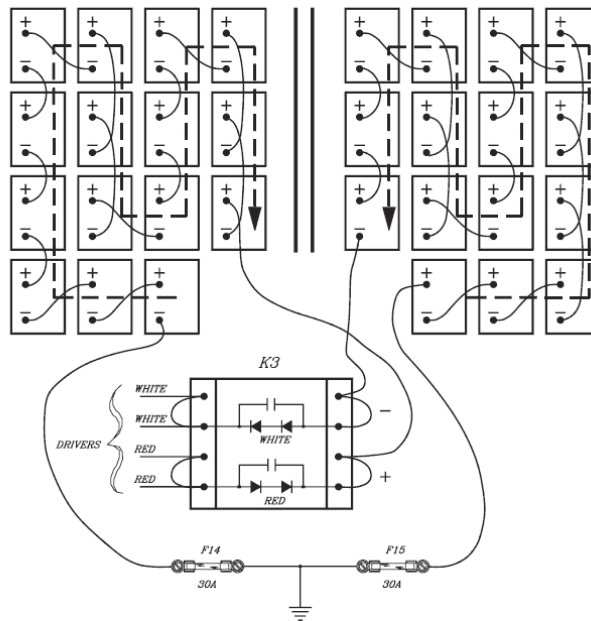 + + + + + + + +
− − − − − − − −
+ + + + + + + +
− − − − − − − −
+ + + + + + + +
− − − − − − − −
+ + + + + +
− − − − − −
K3
WHITE
−
WHITE
WHITE
DRIVERS
RED
+
RED
RED
F14 F15
30A 30A